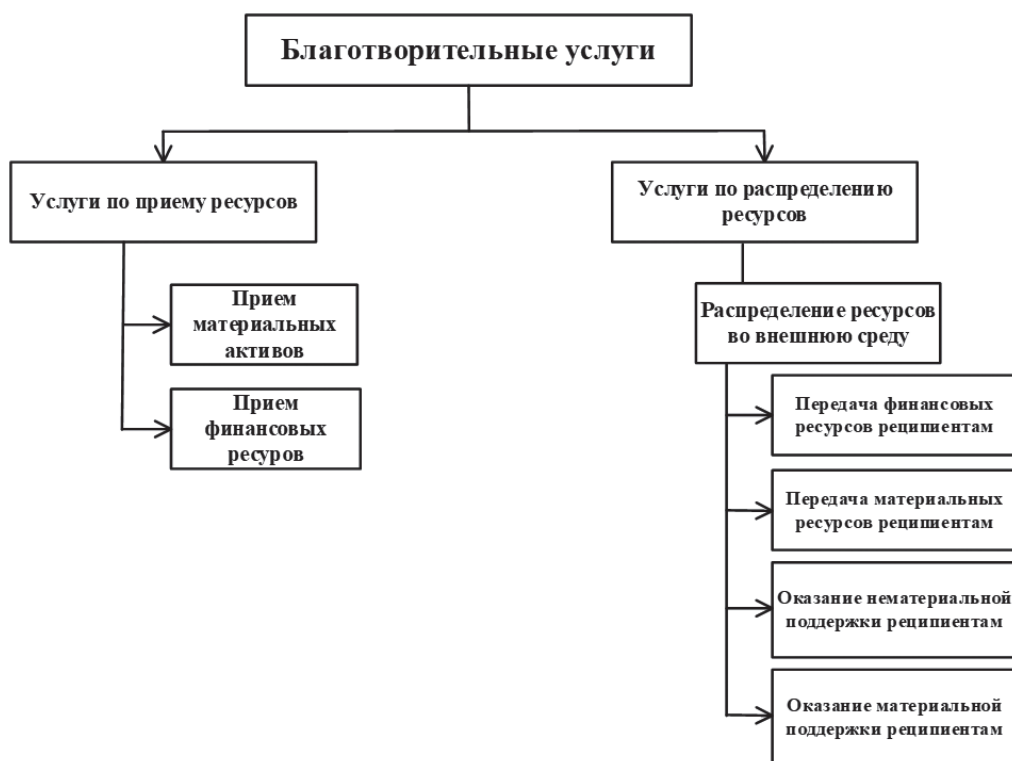 Благотворительные услуги
Услуги по приему ресурсов
Услуги по распределению
ресурсов
Прием
материальных
активов
Прием
финансовых
ресуров
Распределение ресурсов
во внешнюю среду
Передача финансовых
ресурсов реципиентам
Передача материальных
ресурсов реципиентам
Оказание нематериальной
поддержки реципиентам
Оказание материальной
поддержки реципиентам